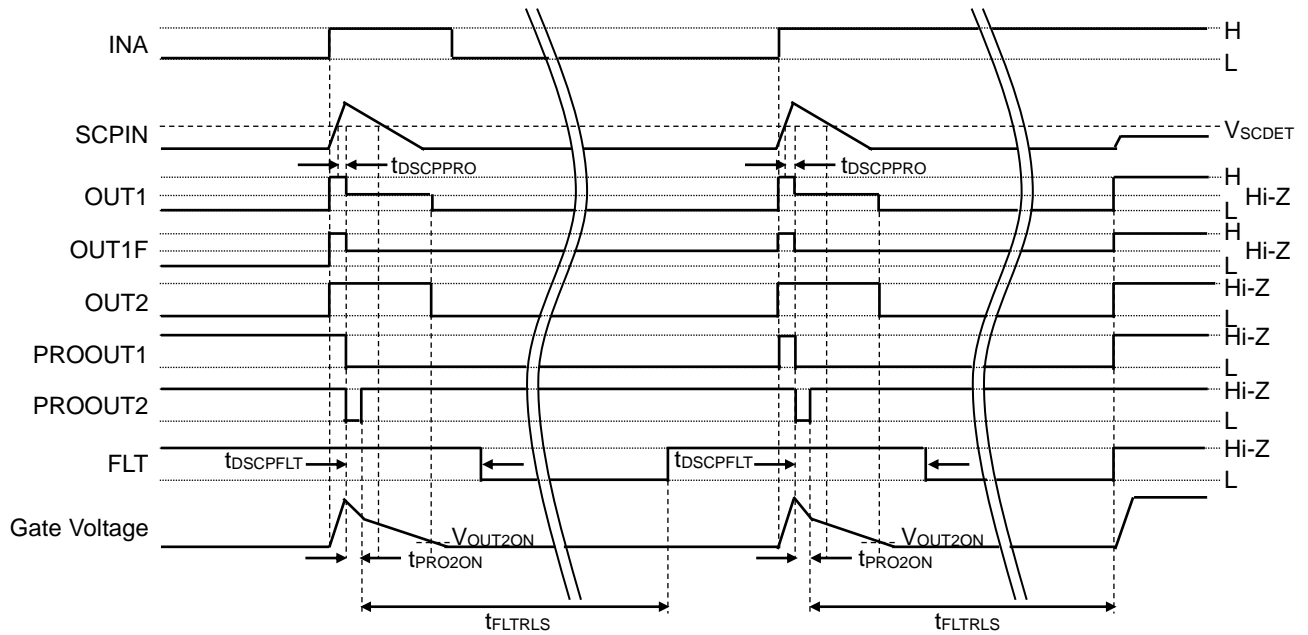 INA
H
L
SCPIN
VSCDET
tDSCPPRO
tDSCPPRO
OUT1
H
Hi-Z
L
OUT1F
H
Hi-Z
L
OUT2
Hi-Z
L
PROOUT1
Hi-Z
L
PROOUT2
Hi-Z
L
FLT
tDSCPFLT
tDSCPFLT
Hi-Z
L
Gate Voltage
VOUT2ON
VOUT2ON
tPRO2ON
tPRO2ON
tFLTRLS
tFLTRLS